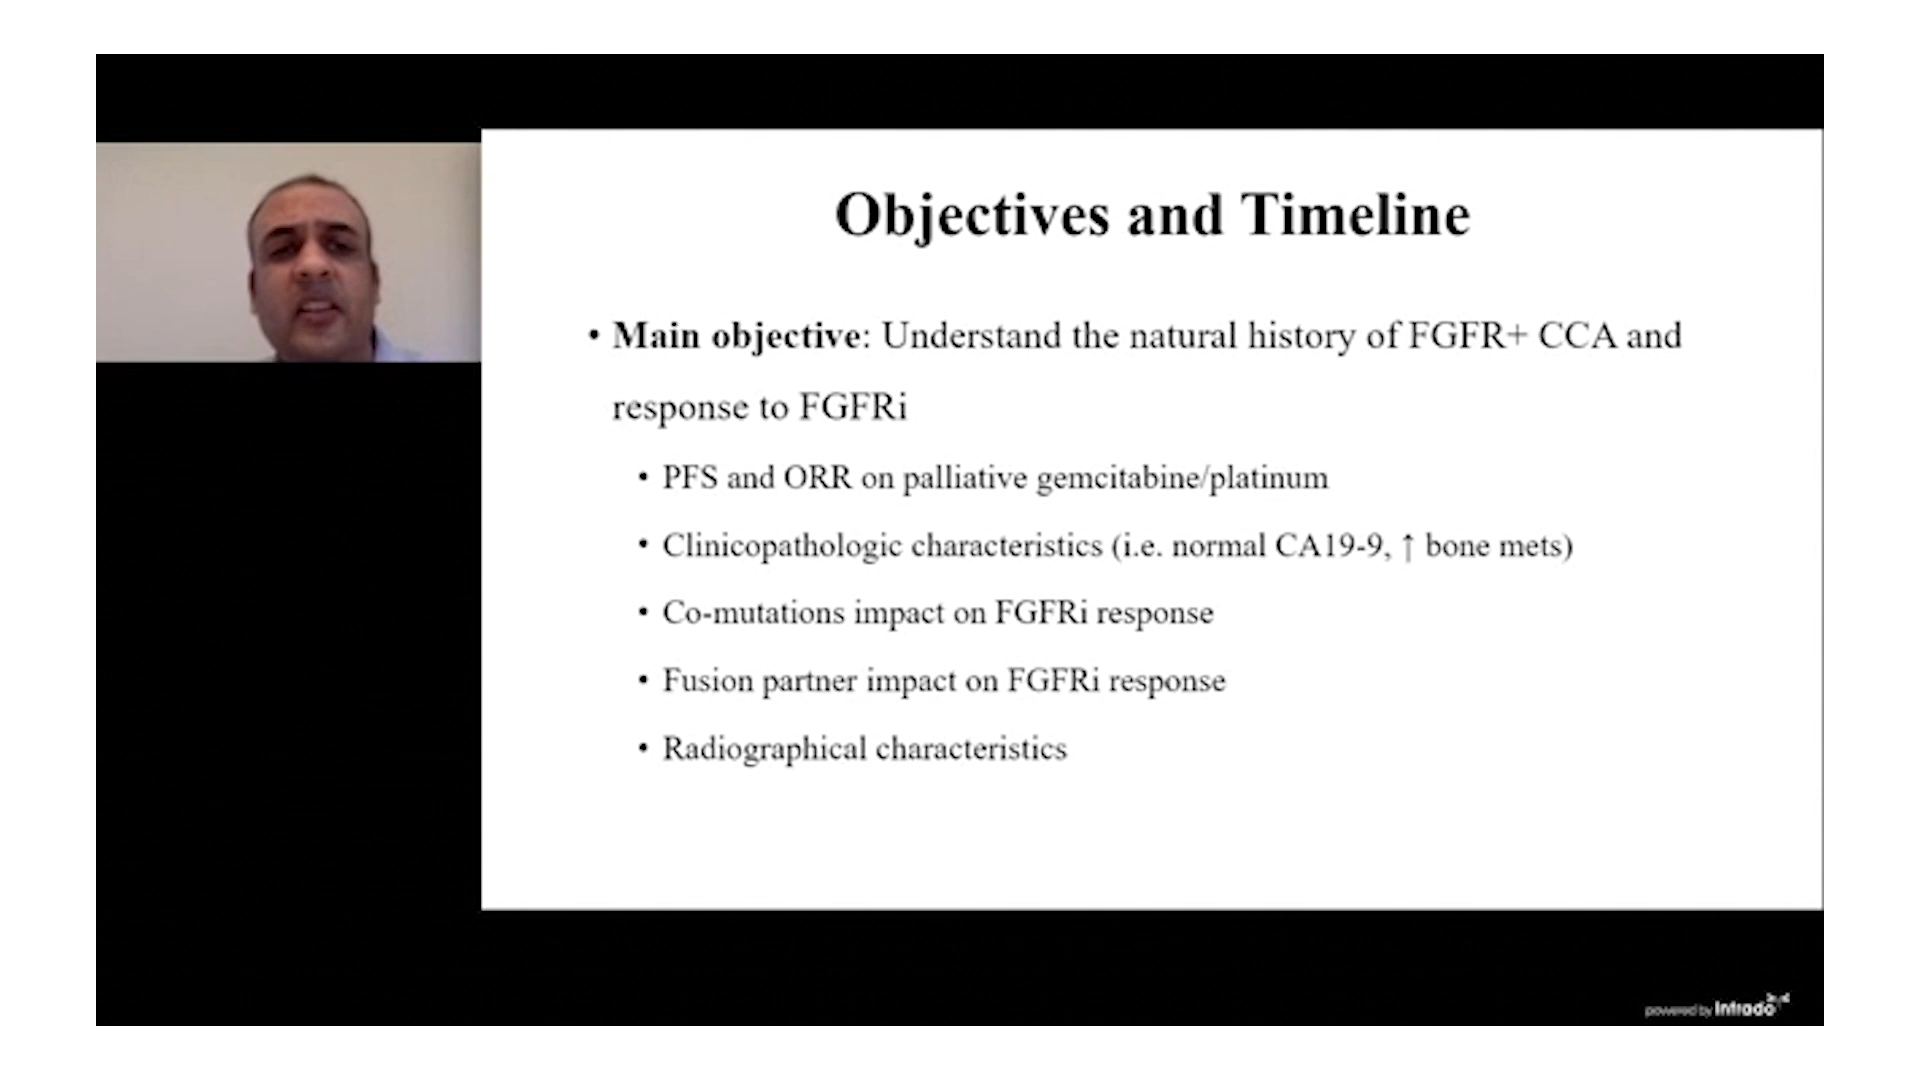 Objectives and Timeline
• Main objective: Understand the natural history of FGFR+ CCA and
response to FGFRi
• PFS and ORR on palliative gemcitabine/platinum
• Clinicopathologic characteristics (i.e. normal CA19-9, ↑ bone mets)
• Co-mutations impact on FGFRi response
• Fusion partner impact on FGFRi response
• Radiographical characteristics
powered by Intrado